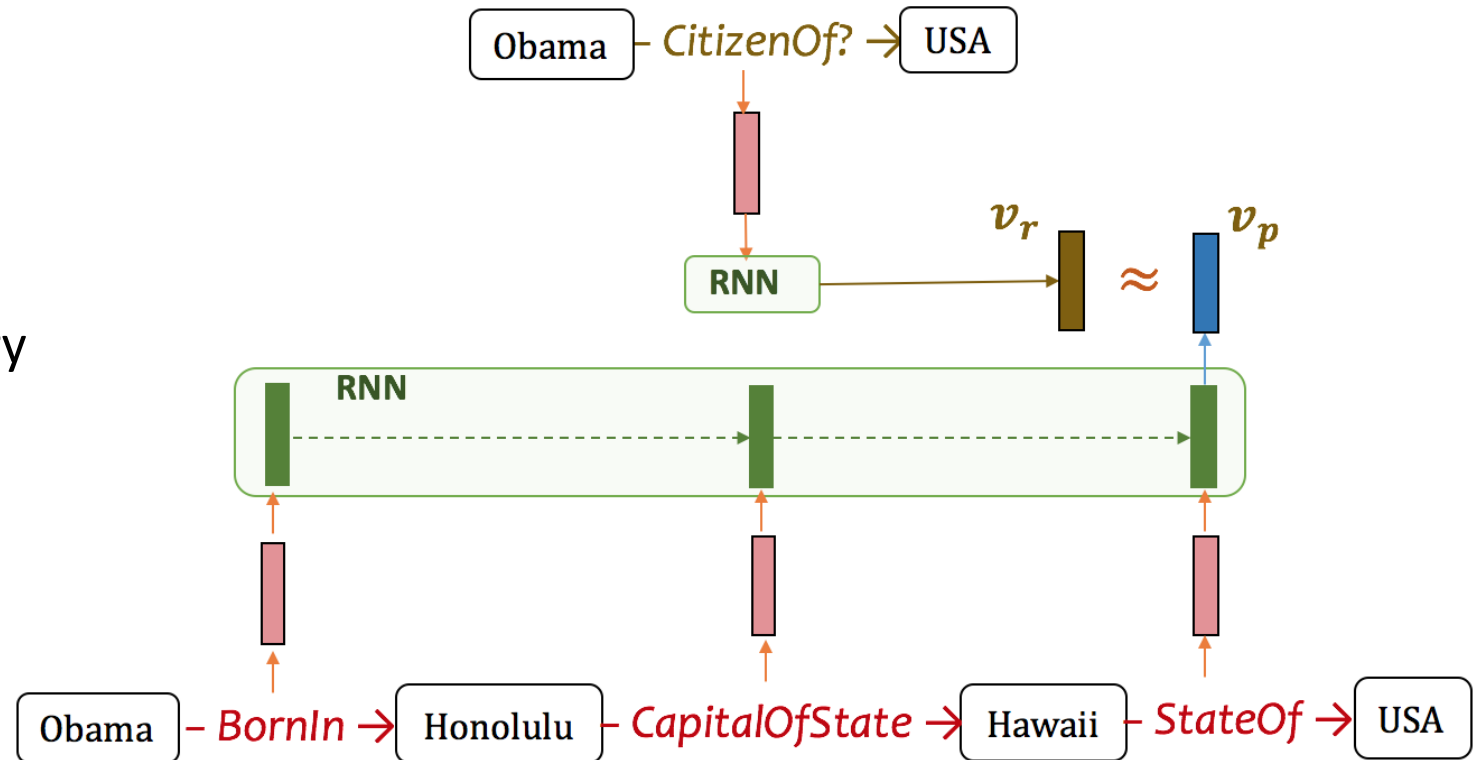 Obama – CitizenOf? → USA
v_r ≈ v_p
RNN
y
RNN
Obama – BornIn → Honolulu – CapitalOfState → Hawaii – StateOf → USA